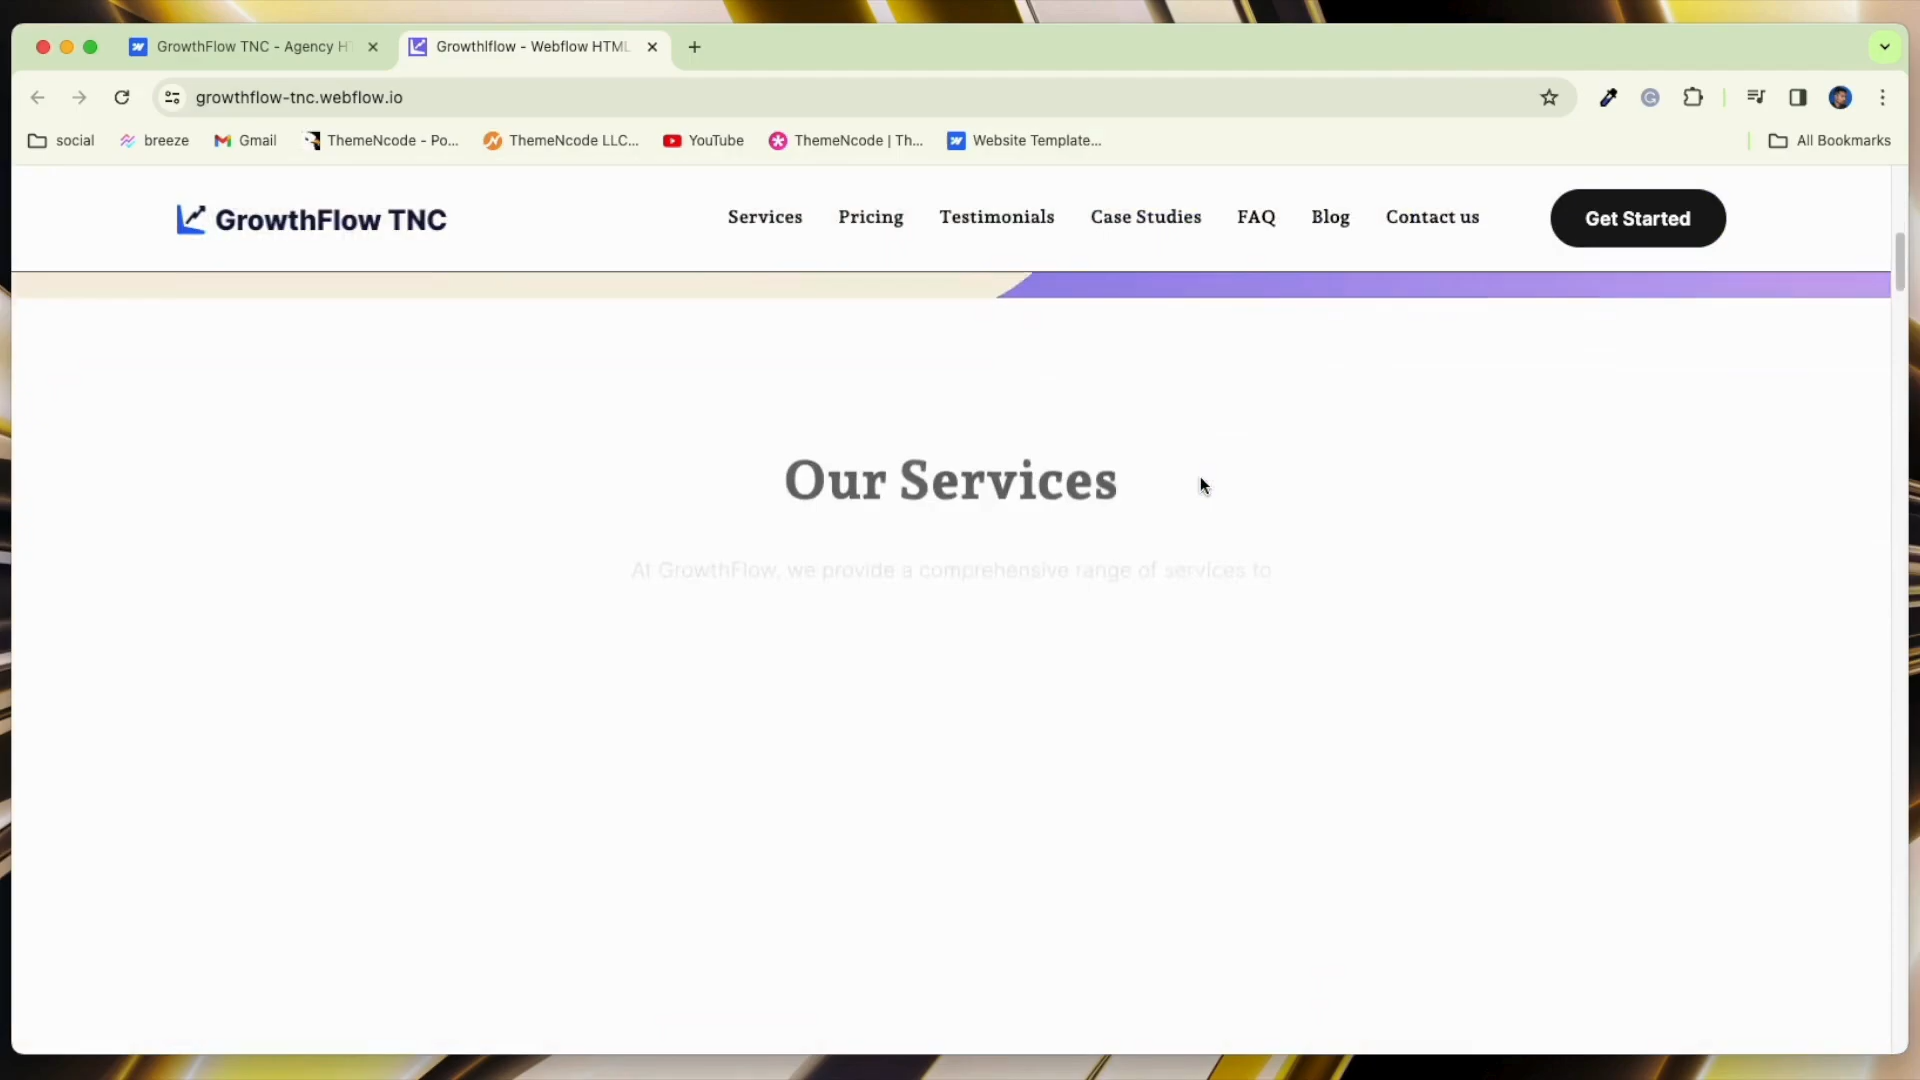 GrowthFlow TNC - Agency H
Growthlflow - Webflow HTML
growthflow-tnc.webflow.io
social
breeze
Gmail
ThemeNcode - Po...
ThemeNcode LLC...
YouTube
ThemeNcode | Th...
Website Template...
All Bookmarks
GrowthFlow TNC
Services
Pricing
Testimonials
Case Studies
FAQ
Blog
Contact us
Get Started
Our Services
At GrowthFlow, we provide a comprehensive range of services to